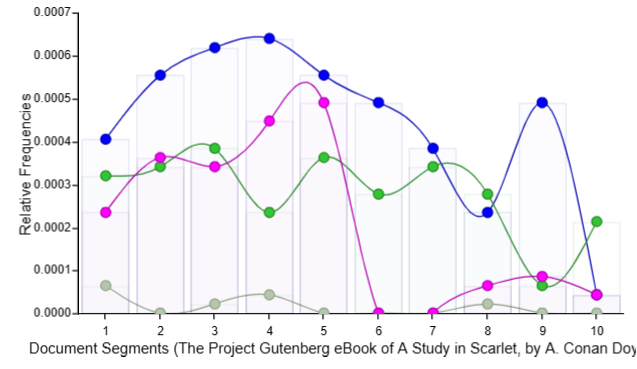 0.0007
0.0006
0.0005
0.0004
0.0003
0.0002
0.0001
0.0000
Relative Frequencies
1 2 3 4 5 6 7 8 9 10
Document Segments (The Project Gutenberg eBook of A Study in Scarlet, by A. Conan Doy